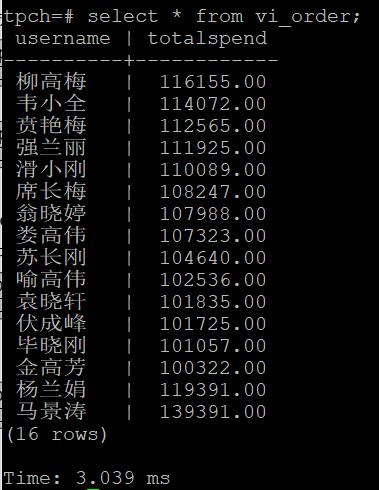 tpch=# select * from vi_order;
username | totalspend
----------+------------
柳高梅 | 116155.00
韦小全 | 114072.00
贲艳梅 | 112565.00
强兰丽 | 111925.00
滑小刚 | 110089.00
席长梅 | 108247.00
翁晓婷 | 107988.00
娄高伟 | 107323.00
苏长刚 | 104640.00
喻高伟 | 102536.00
袁晓轩 | 101835.00
伏成峰 | 101725.00
毕晓刚 | 101057.00
金高芳 | 100322.00
杨兰娟 | 119391.00
马景涛 | 139391.00
(16 rows)
Time: 3.039 ms